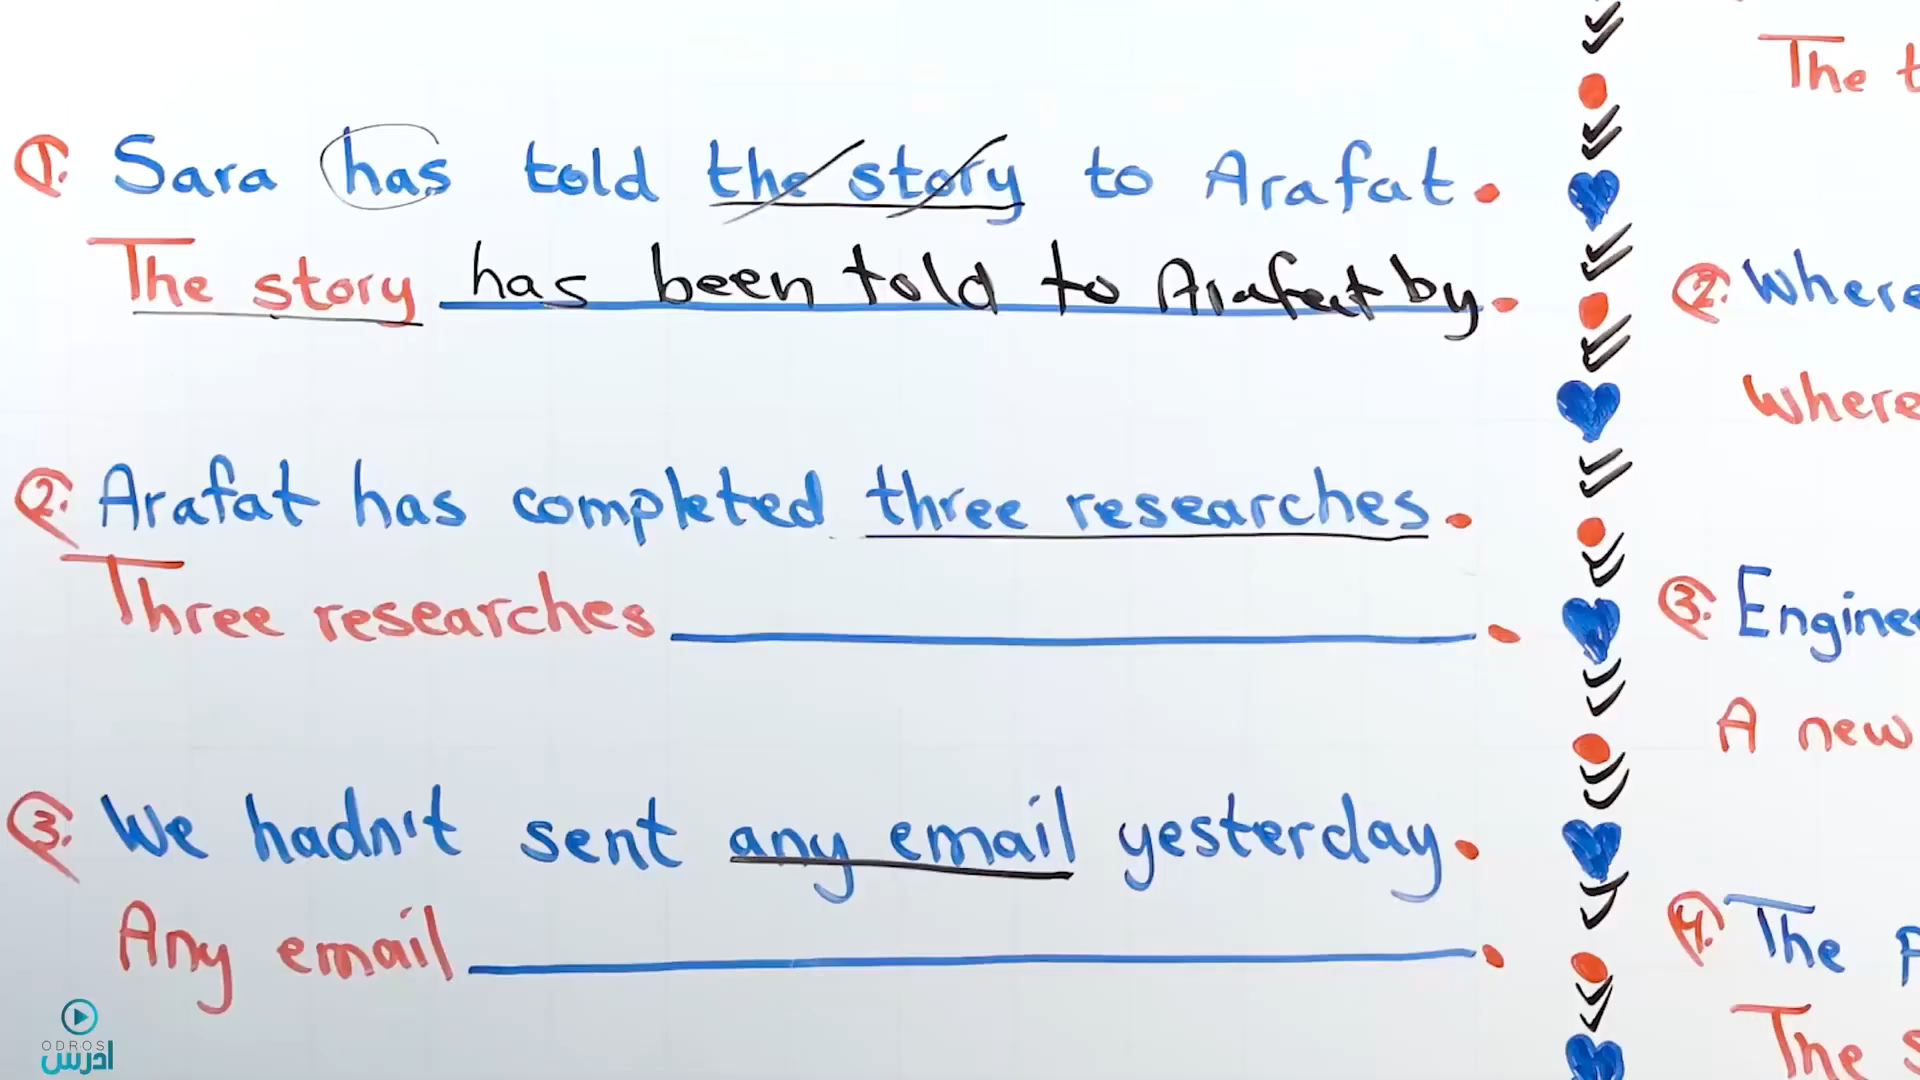 1. Sara has told the story to Arafat.
The story has been told to Arafat by.
2. Arafat has completed three researches.
Three researches .
3. We hadn't sent any email yesterday.
Any email .
The t
2. Where
Where
3. Enginee
A new
4. The
The s
ODROS
ادرس